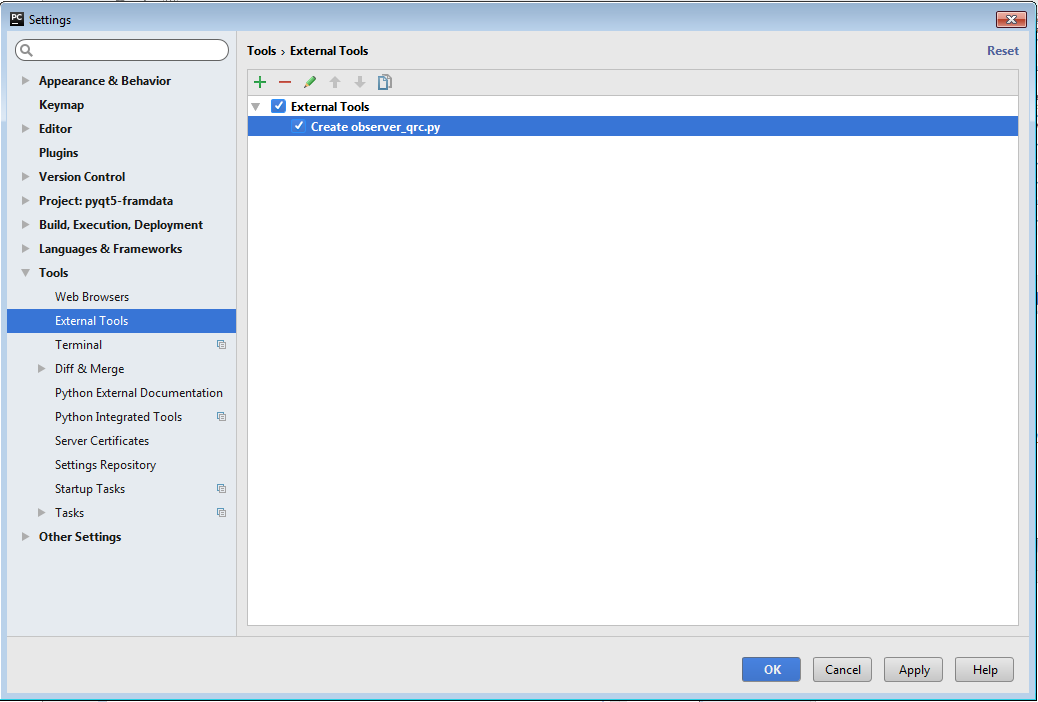 PC Settings
Tools › External Tools
Reset
Appearance & Behavior
Keymap
Editor
Plugins
Version Control
Project: pyqt5-framdata
Build, Execution, Deployment
Languages & Frameworks
Tools
Web Browsers
External Tools
Terminal
Diff & Merge
Python External Documentation
Python Integrated Tools
Server Certificates
Settings Repository
Startup Tasks
Tasks
Other Settings
External Tools
Create observer_qrc.py
OK
Cancel
Apply
Help